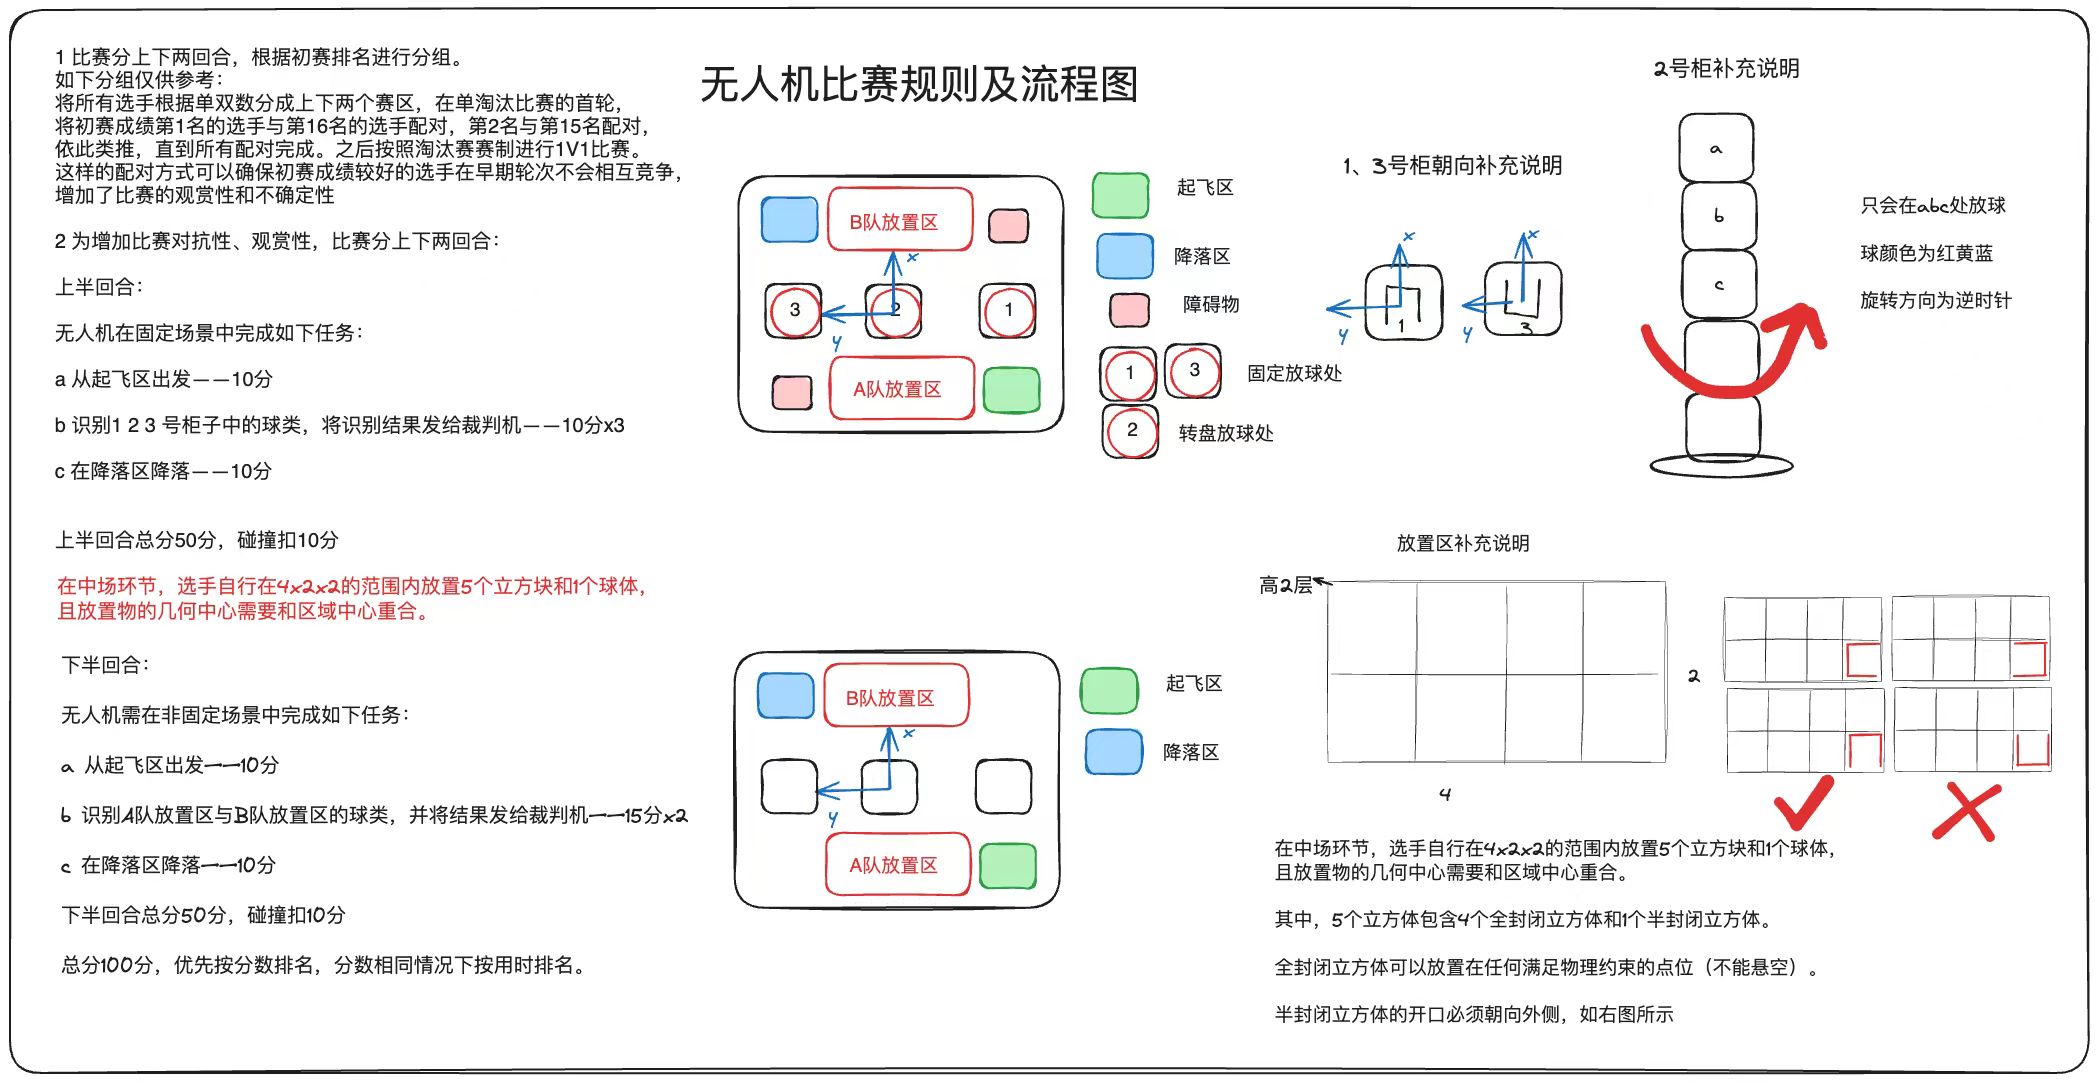 无人机比赛规则及流程图
1 比赛分上下两回合，根据初赛排名进行分组。
如下分组仅供参考：
将所有选手根据单双数分成上下两个赛区，在单淘汰比赛的首轮，
将初赛成绩第1名的选手与第16名的选手配对，第2名与第15名配对，
依此类推，直到所有配对完成。之后按照淘汰赛赛制进行1V1比赛。
这样的配对方式可以确保初赛成绩较好的选手在早期轮次不会相互竞争，
增加了比赛的观赏性和不确定性
2 为增加比赛对抗性、观赏性，比赛分上下两回合：
上半回合：
无人机在固定场景中完成如下任务：
a 从起飞区出发——10分
b 识别1 2 3 号柜子中的球类，将识别结果发给裁判机——10分x3
c 在降落区降落——10分
上半回合总分50分，碰撞扣10分
在中场环节，选手自行在4x2x2的范围内放置5个立方块和1个球体，
且放置物的几何中心需要和区域中心重合。
下半回合：
无人机需在非固定场景中完成如下任务：
a 从起飞区出发——10分
b 识别A队放置区与B队放置区的球类，并将结果发给裁判机——15分x2
c 在降落区降落——10分
下半回合总分50分，碰撞扣10分
总分100分，优先按分数排名，分数相同情况下按用时排名。
B队放置区
x
3
2
1
y
A队放置区
起飞区
降落区
障碍物
1
3
固定放球处
2
转盘放球处
B队放置区
x
y
A队放置区
起飞区
降落区
1、3号柜朝向补充说明
x
x
y
1
y
3
2号柜补充说明
a
b
c
只会在abc处放球
球颜色为红黄蓝
旋转方向为逆时针
放置区补充说明
高2层
2
4
在中场环节，选手自行在4x2x2的范围内放置5个立方块和1个球体，
且放置物的几何中心需要和区域中心重合。
其中，5个立方体包含4个全封闭立方体和1个半封闭立方体。
全封闭立方体可以放置在任何满足物理约束的点位（不能悬空）。
半封闭立方体的开口必须朝向外侧，如右图所示